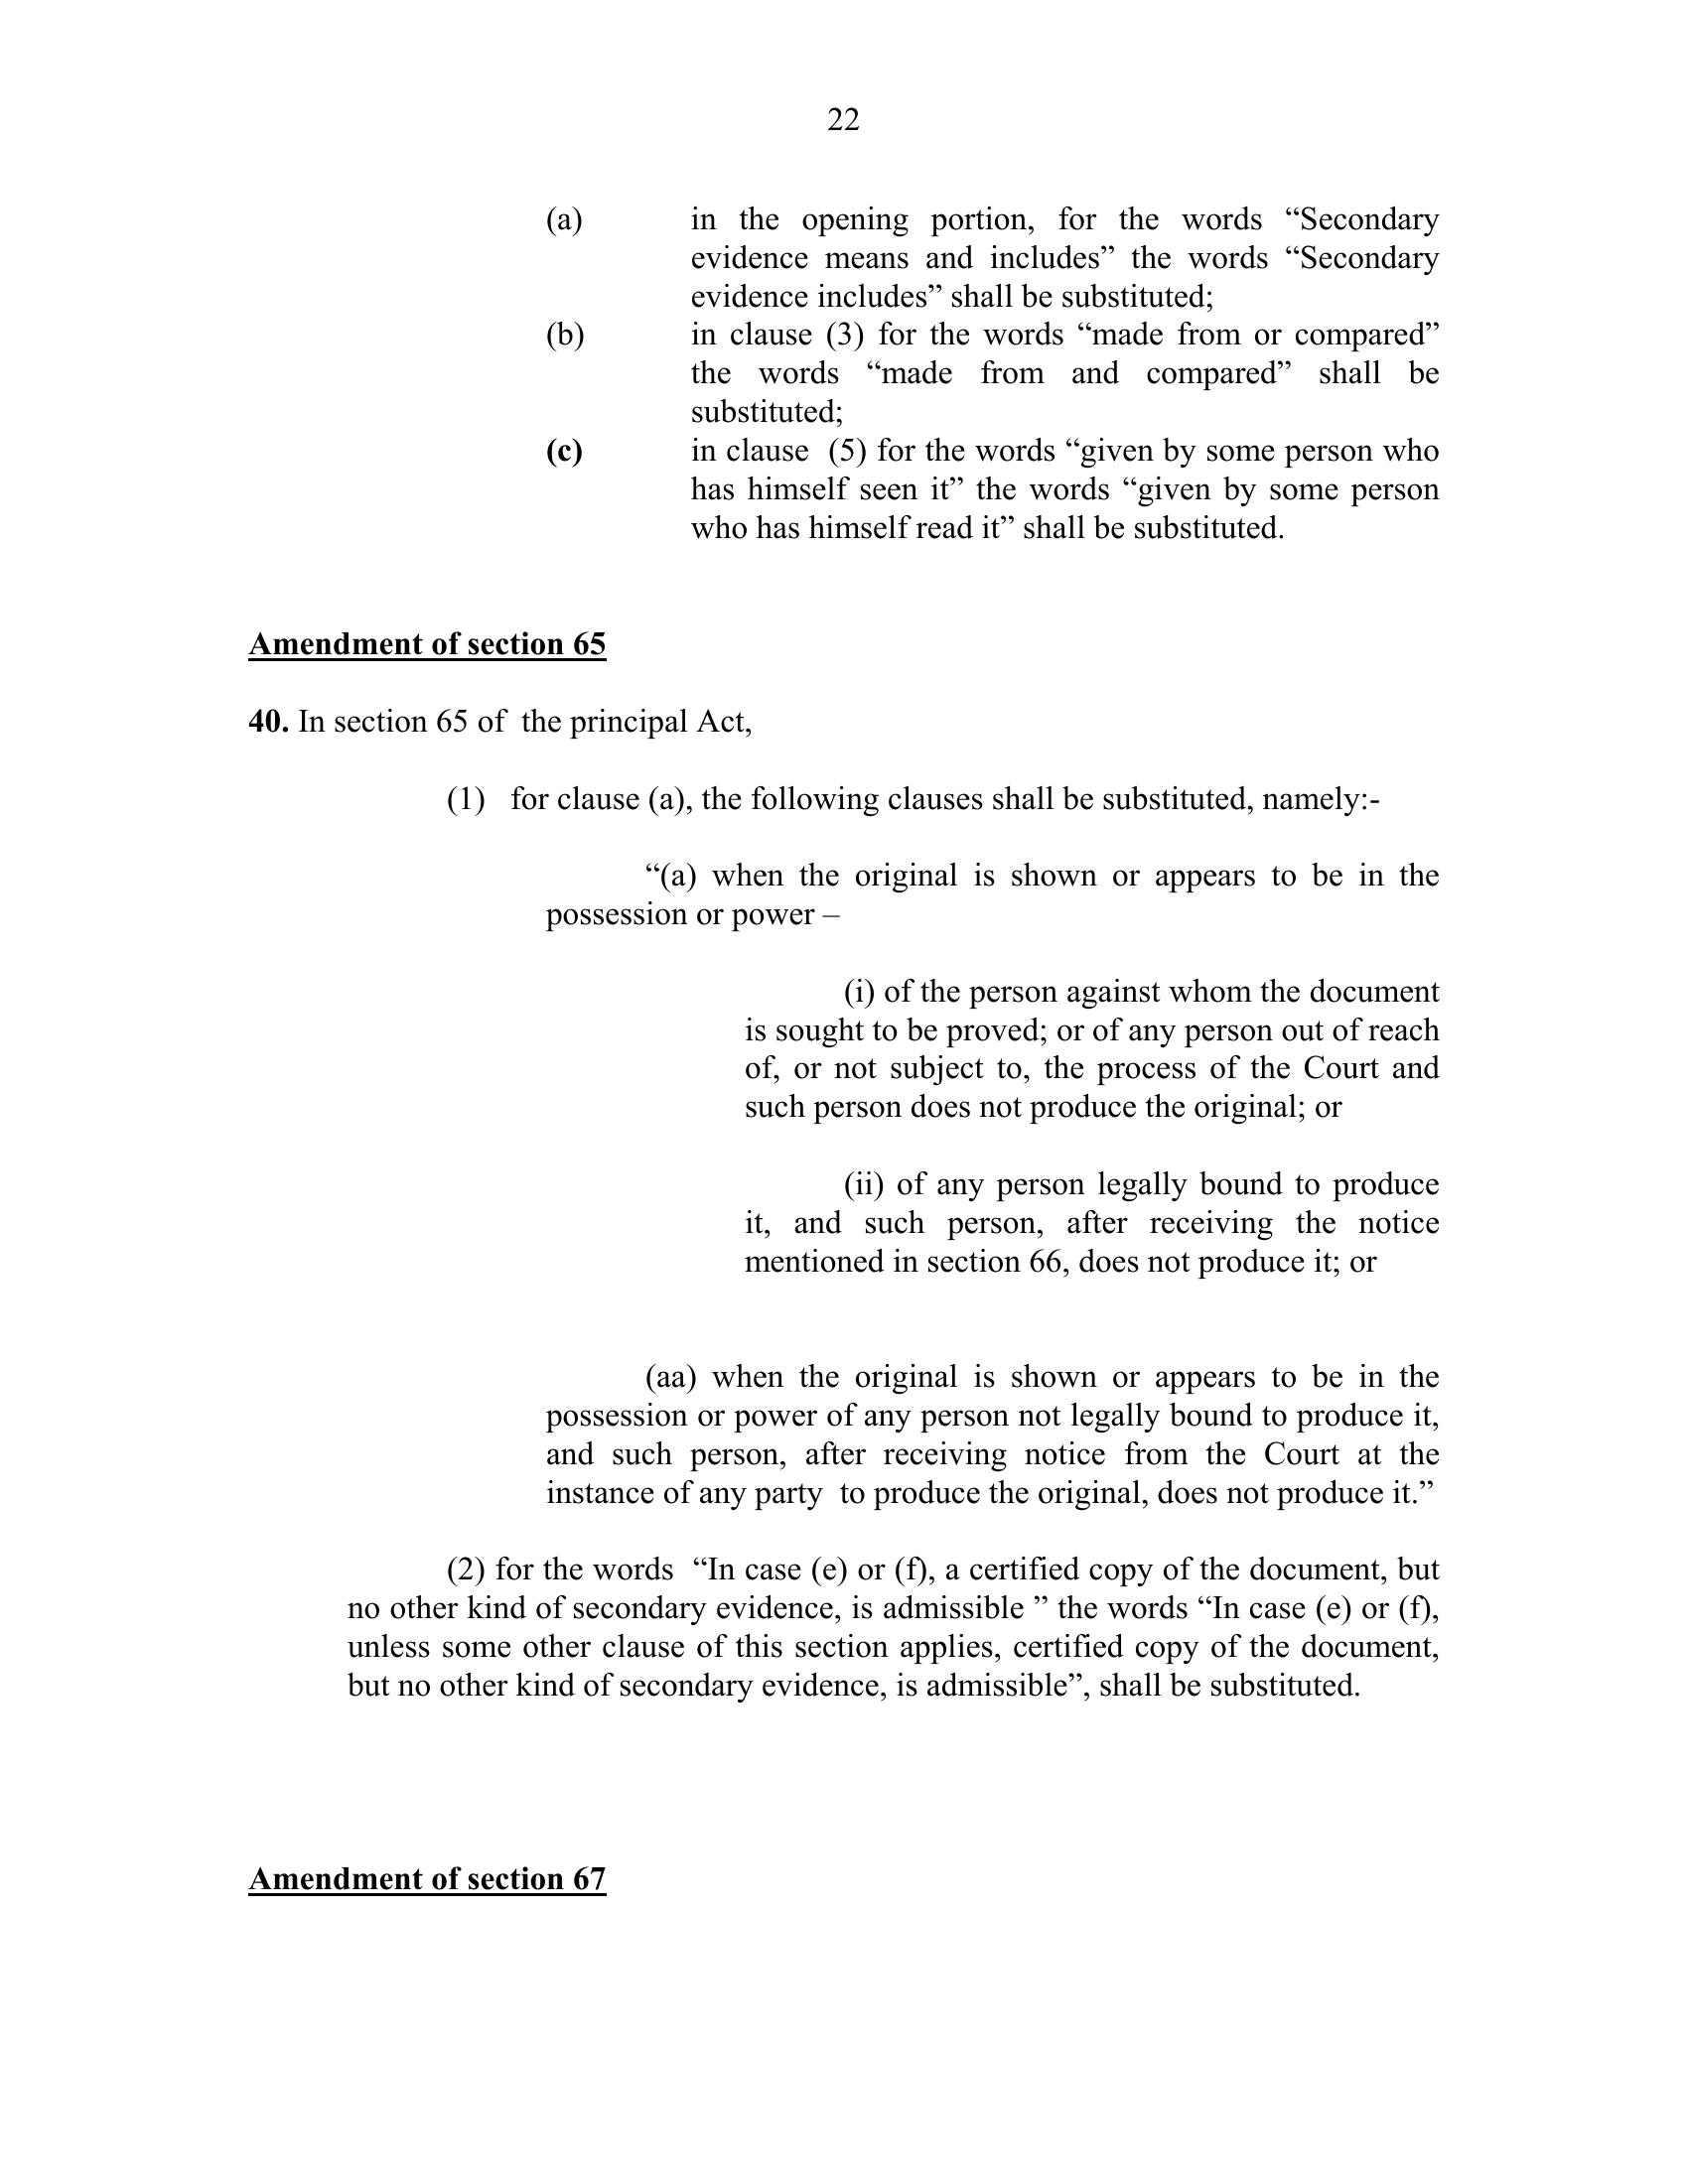 22
(a) in the opening portion, for the words “Secondary
evidence means and includes” the words “Secondary
evidence includes” shall be substituted;
(b) in clause (3) for the words “made from or compared”
the words “made from and compared” shall be
substituted;
(c) in clause (5) for the words “given by some person who
has himself seen it” the words “given by some person
who has himself read it” shall be substituted.
Amendment of section 65
40. In section 65 of the principal Act,
(1) for clause (a), the following clauses shall be substituted, namely:-
“(a) when the original is shown or appears to be in the
possession or power –
(i) of the person against whom the document
is sought to be proved; or of any person out of reach
of, or not subject to, the process of the Court and
such person does not produce the original; or
(ii) of any person legally bound to produce
it, and such person, after receiving the notice
mentioned in section 66, does not produce it; or
(aa) when the original is shown or appears to be in the
possession or power of any person not legally bound to produce it,
and such person, after receiving notice from the Court at the
instance of any party to produce the original, does not produce it.”
(2) for the words “In case (e) or (f), a certified copy of the document, but
no other kind of secondary evidence, is admissible ” the words “In case (e) or (f),
unless some other clause of this section applies, certified copy of the document,
but no other kind of secondary evidence, is admissible”, shall be substituted.
Amendment of section 67